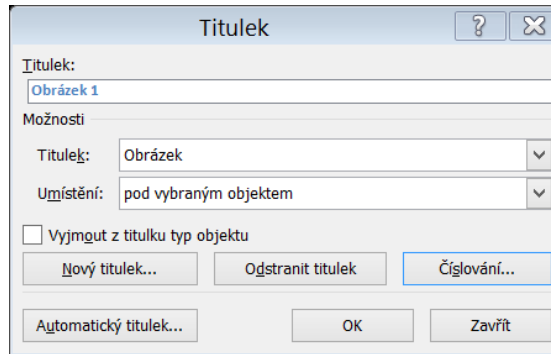 Titulek
Titulek:
Obrázek 1
Možnosti
Titulek: Obrázek
Umístění: pod vybraným objektem
Vyjmout z titulku typ objektu
Nový titulek... Odstranit titulek Číslování...
Automatický titulek... OK Zavřít